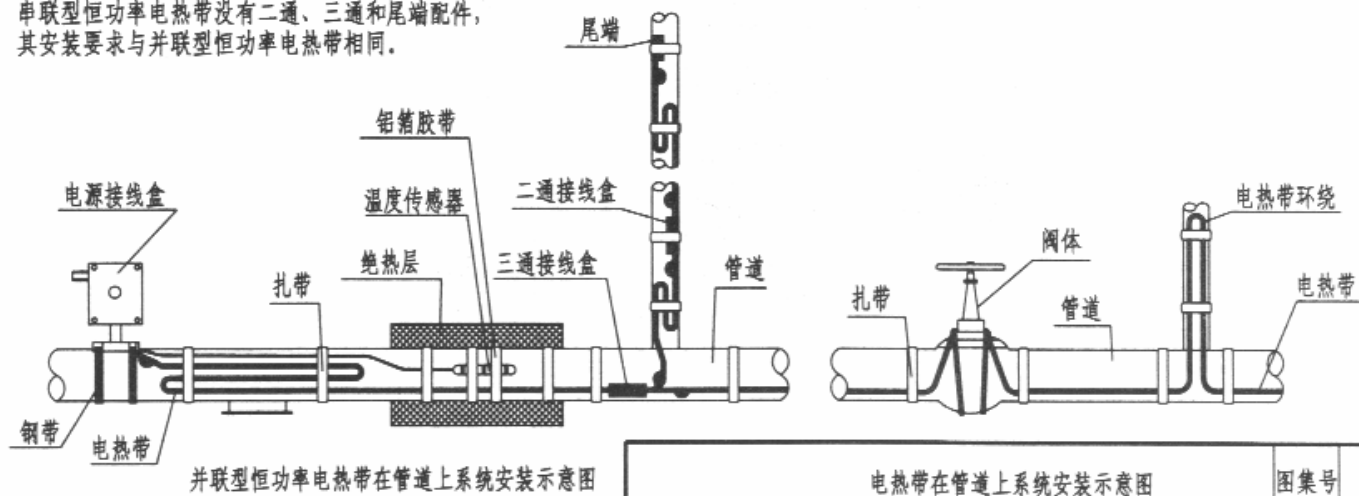 串联型恒功率电热带没有二通、三通和尾端配件,
其安装要求与并联型恒功率电热带相同.
尾端
铝箔胶带
电源接线盒
温度传感器
二通接线盒
电热带环绕
绝热层
三通接线盒
管道
阀体
扎带
扎带
管道
电热带
钢带
电热带
并联型恒功率电热带在管道上系统安装示意图
电热带在管道上系统安装示意图
图集号